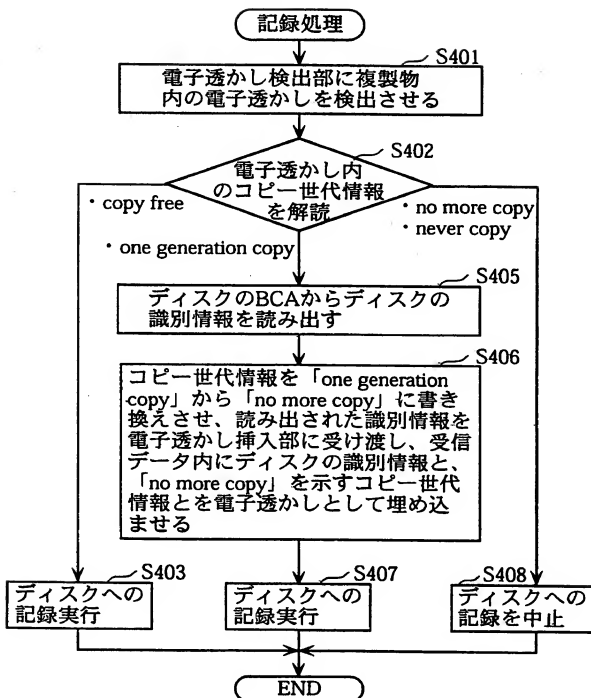 記録処理
S401
電子透かし検出部に複製物
内の電子透かしを検出させる
S402
電子透かし内
のコピー世代情報
を解読
・copy free
・no more copy
・never copy
・one generation copy
S405
ディスクのBCAからディスクの
識別情報を読み出す
S406
コピー世代情報を「one generation
copy」から「no more copy」に書き
換えさせ、読み出された識別情報を
電子透かし挿入部に受け渡し、受信
データ内にディスクの識別情報と、
「no more copy」を示すコピー世代
情報とを電子透かしとして埋め込
ませる
S403
ディスクへの
記録実行
S407
ディスクへの
記録実行
S408
ディスクへの
記録を中止
END